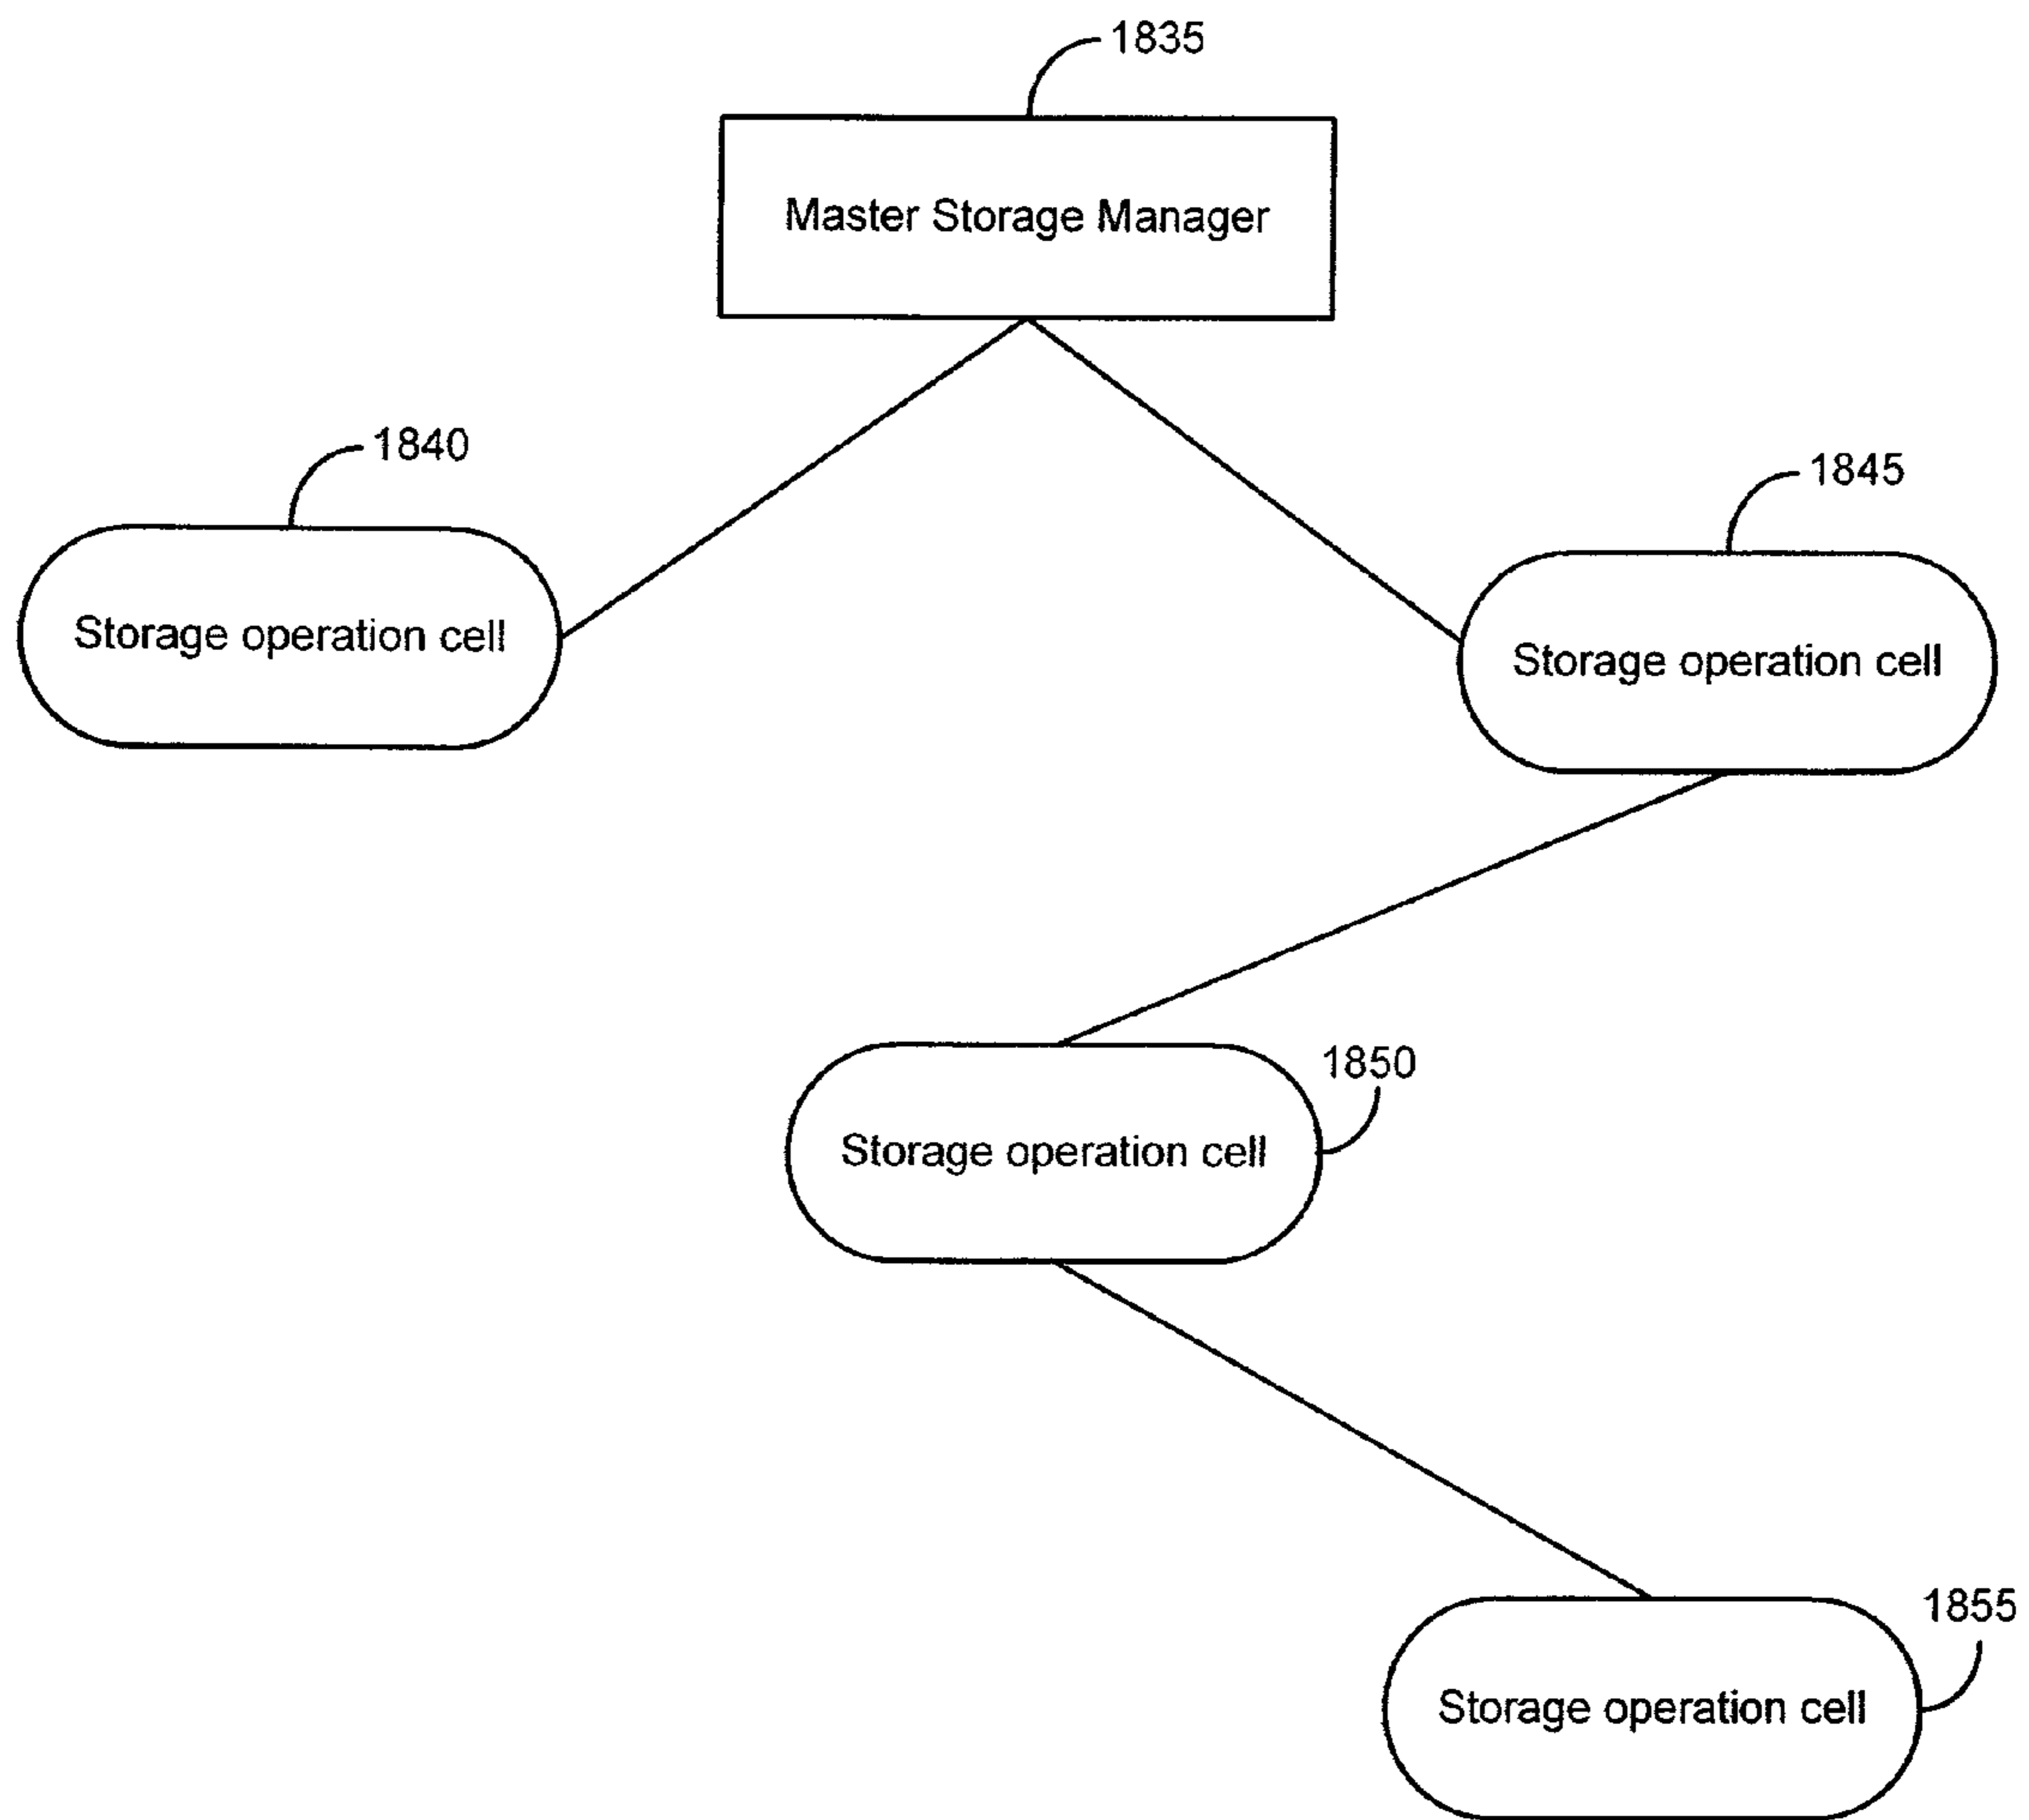 1835
Master Storage Manager
1840
1845
Storage operation cell
Storage operation cell
1850
Storage operation cell
1855
Storage operation cell